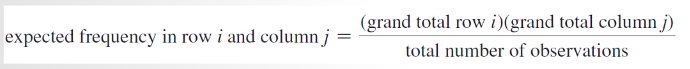 expected frequency in row i and column j = (grand total row i)(grand total column j)
total number of observations